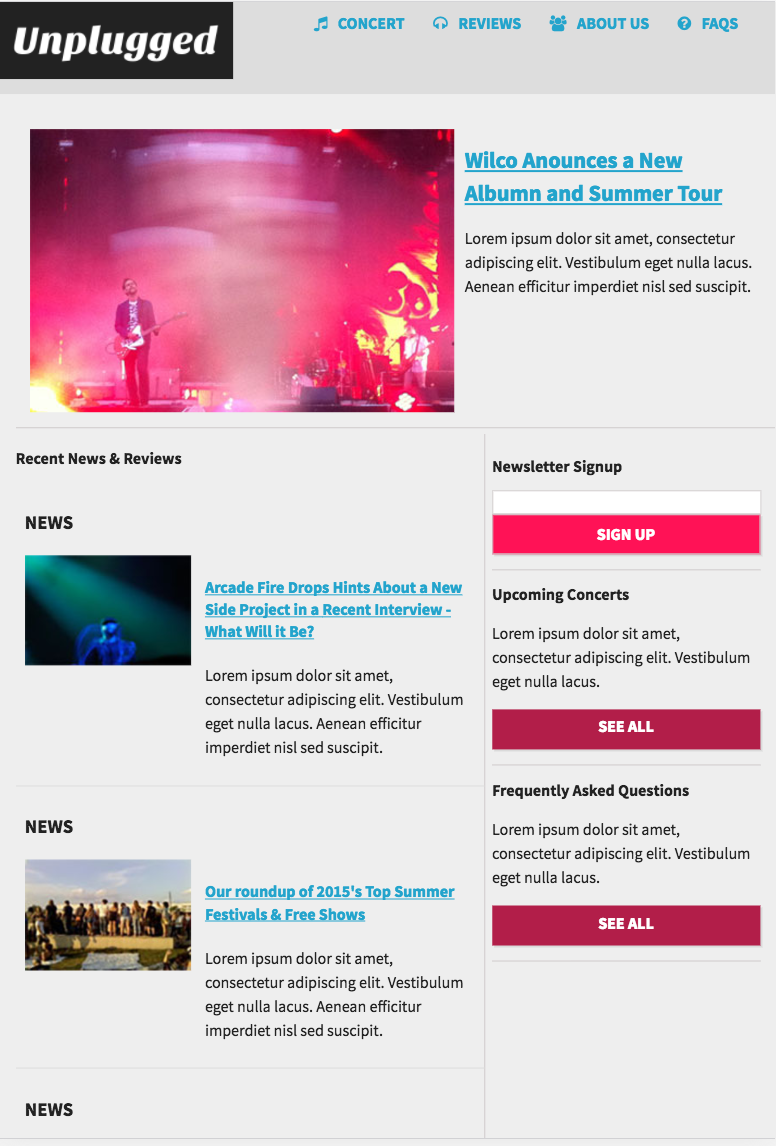 Unplugged
CONCERT
REVIEWS
ABOUT US
FAQS
Wilco Anounces a New
Albumn and Summer Tour
Lorem ipsum dolor sit amet, consectetur
adipiscing elit. Vestibulum eget nulla lacus.
Aenean efficitur imperdiet nisl sed suscipit.
Recent News & Reviews
NEWS
Arcade Fire Drops Hints About a New
Side Project in a Recent Interview -
What Will it Be?
Lorem ipsum dolor sit amet,
consectetur adipiscing elit. Vestibulum
eget nulla lacus. Aenean efficitur
imperdiet nisl sed suscipit.
NEWS
Our roundup of 2015's Top Summer
Festivals & Free Shows
Lorem ipsum dolor sit amet,
consectetur adipiscing elit. Vestibulum
eget nulla lacus. Aenean efficitur
imperdiet nisl sed suscipit.
NEWS
Newsletter Signup
SIGN UP
Upcoming Concerts
Lorem ipsum dolor sit amet,
consectetur adipiscing elit. Vestibulum
eget nulla lacus.
SEE ALL
Frequently Asked Questions
Lorem ipsum dolor sit amet,
consectetur adipiscing elit. Vestibulum
eget nulla lacus.
SEE ALL